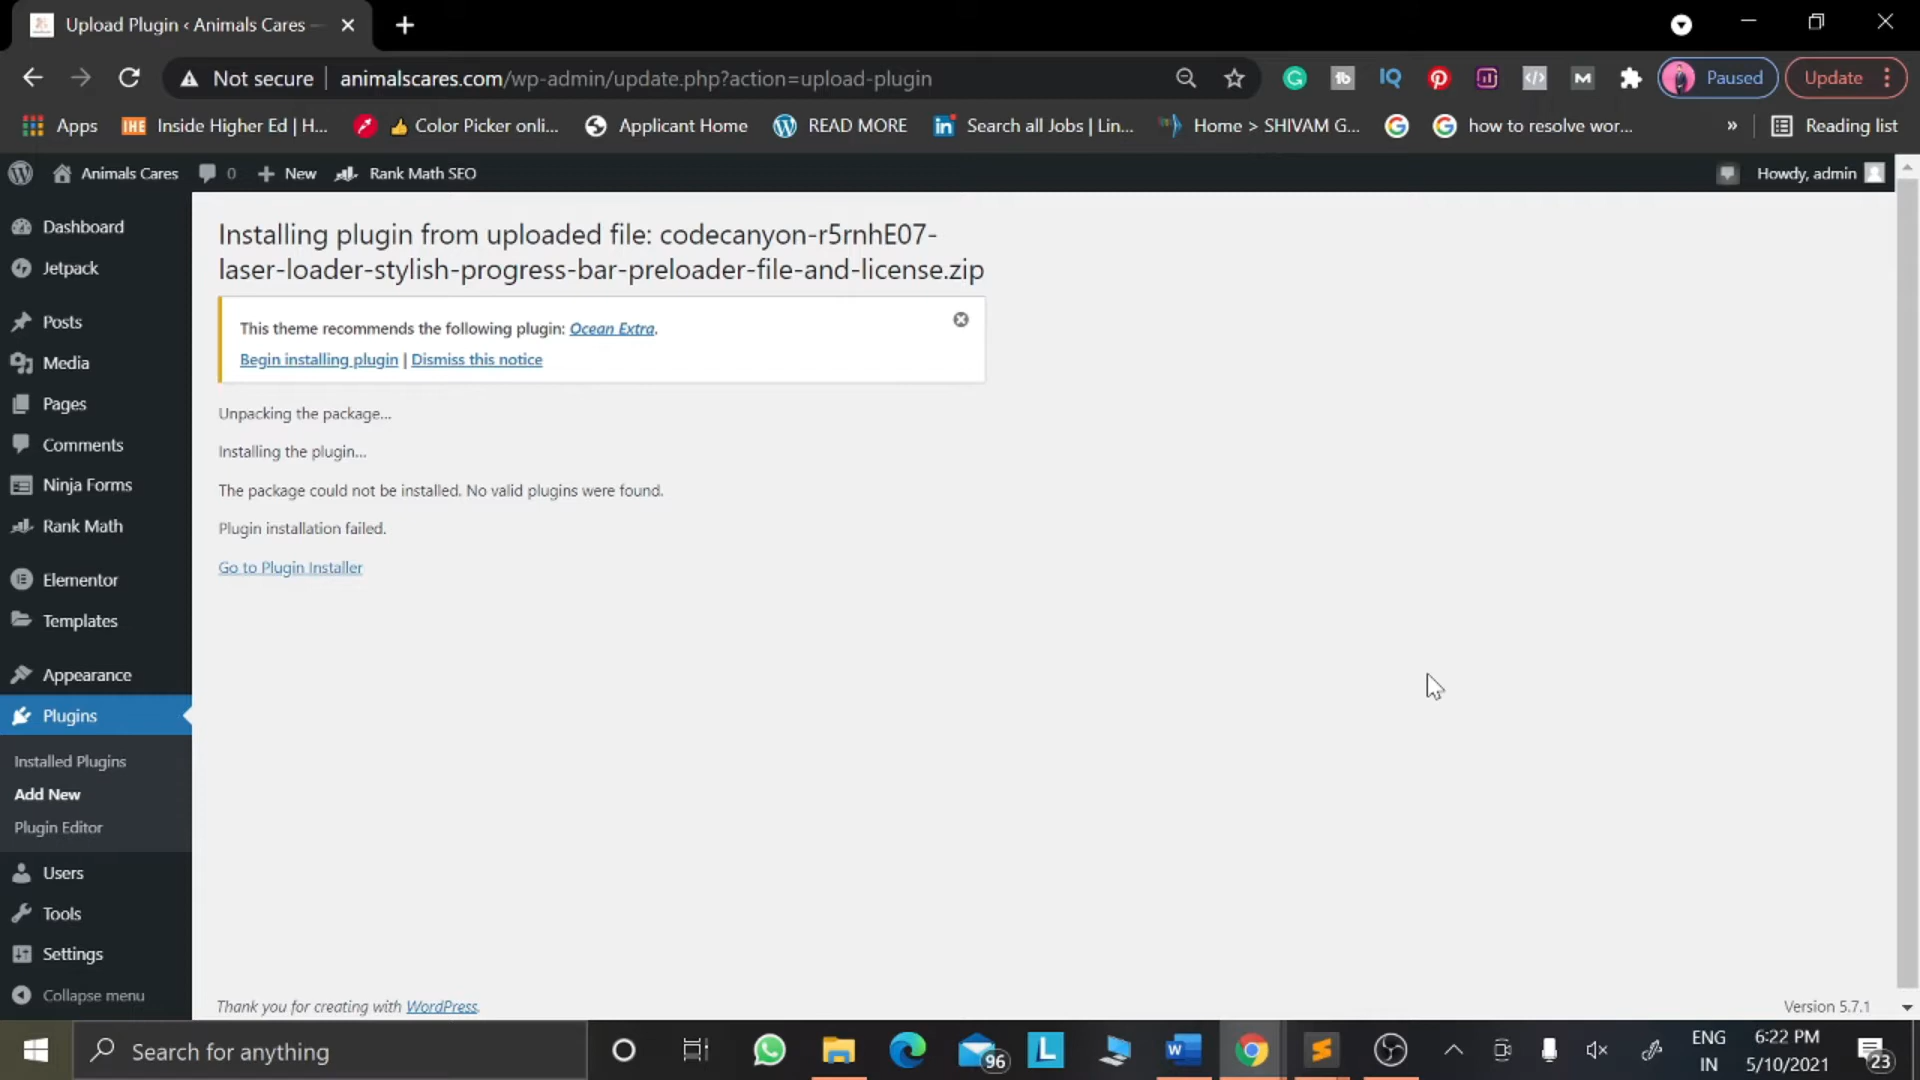 Upload Plugin ‹ Animals Cares —
Not secure animalscares.com/wp-admin/update.php?action=upload-plugin
Paused
Update
Apps
Inside Higher Ed | H...
Color Picker onli...
Applicant Home
READ MORE
Search all Jobs | Lin...
Home > SHIVAM G...
how to resolve wor...
»
Reading list
Animals Cares
0
New
Rank Math SEO
Howdy, admin
Dashboard
Jetpack
Posts
Media
Pages
Comments
Ninja Forms
Rank Math
Elementor
Templates
Appearance
Plugins
Installed Plugins
Add New
Plugin Editor
Users
Tools
Settings
Collapse menu
Installing plugin from uploaded file: codecanyon-r5rnhE07-
laser-loader-stylish-progress-bar-preloader-file-and-license.zip
This theme recommends the following plugin: Ocean Extra.
Begin installing plugin | Dismiss this notice
Unpacking the package...
Installing the plugin...
The package could not be installed. No valid plugins were found.
Plugin installation failed.
Go to Plugin Installer
Thank you for creating with WordPress.
Version 5.7.1
Search for anything
96
ENG
IN
6:22 PM
5/10/2021
23